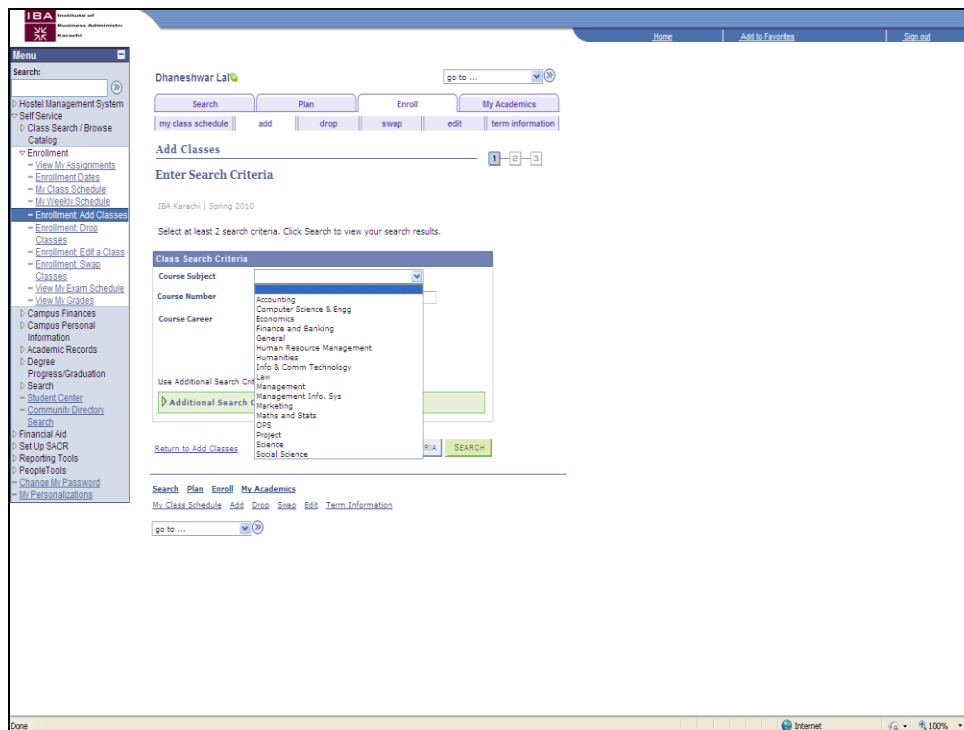 IBA Institute of
Business Administr:
Karachi
Home Add to Favorites Sign out
Menu
Search:
Hostel Management System
Self Service
Class Search / Browse
Catalog
Enrollment
View My Assignments
Enrollment Dates
My Class Schedule
My Weekly Schedule
Enrollment: Add Classes
Enrollment: Drop
Classes
Enrollment: Edit a Class
Enrollment: Swap
Classes
View My Exam Schedule
View My Grades
Campus Finances
Campus Personal
Information
Academic Records
Degree
Progress/Graduation
Search
Student Center
Community Directory
Search
Financial Aid
Set Up SACR
Reporting Tools
PeopleTools
Change My Password
My Personalizations
Dhaneshwar Lal
go to ...
Search Plan Enroll My Academics
my class schedule add drop swap edit term information
Add Classes
1 2 3
Enter Search Criteria
IBA Karachi | Spring 2010
Select at least 2 search criteria. Click Search to view your search results.
Class Search Criteria
Course Subject
Course Number
Course Career
Accounting
Computer Science & Engg
Economics
Finance and Banking
General
Human Resource Management
Humanities
Info & Comm Technology
Law
Management
Management Info. Sys
Marketing
Maths and Stats
OPS
Project
Science
Social Science
Use Additional Search Crit
Additional Search C
Return to Add Classes
RIA SEARCH
Search Plan Enroll My Academics
My Class Schedule Add Drop Swap Edit Term Information
go to ...
Done Internet 100%